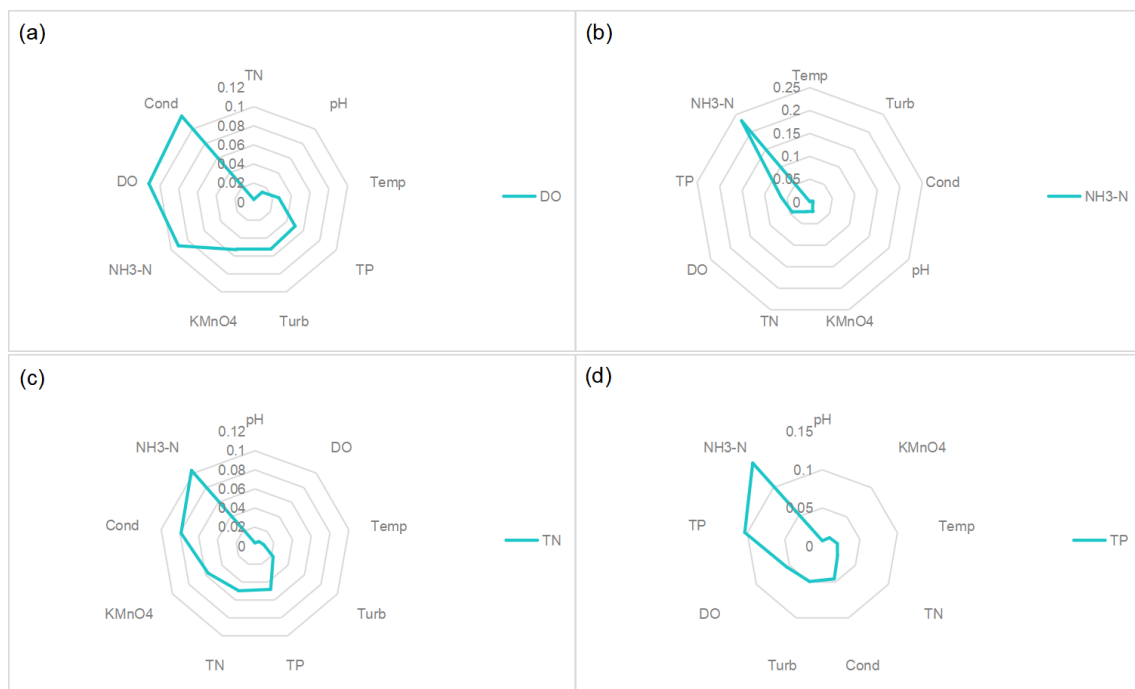 (a)
TN
0.12
0.1
0.08
0.06
0.04
0.02
0
pH
Temp
TP
Turb
KMnO4
NH3-N
DO
Cond
DO
(b)
Temp
0.25
0.2
0.15
0.1
0.05
0
Turb
Cond
pH
KMnO4
TN
DO
TP
NH3-N
NH3-N
(c)
pH
0.12
0.1
0.08
0.06
0.04
0.02
0
DO
Temp
Turb
TP
TN
KMnO4
Cond
NH3-N
TN
(d)
pH
0.15
0.1
0.05
0
KMnO4
Temp
TN
Cond
Turb
DO
TP
NH3-N
TP